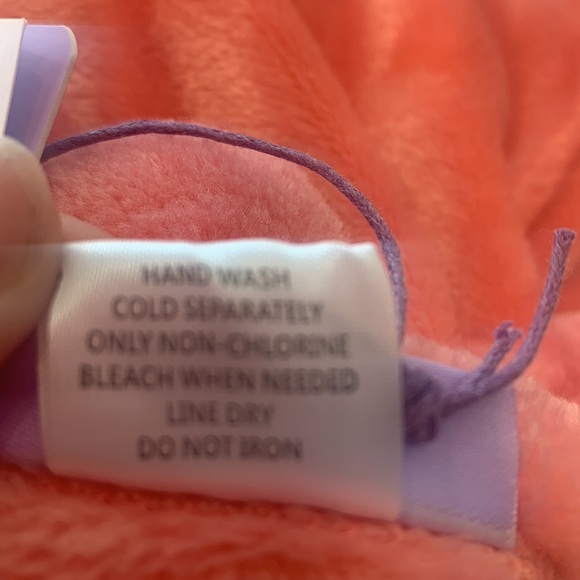 HAND WASH
COLD SEPARATELY
ONLY NON-CHLORINE
BLEACH WHEN NEEDED
LINE DRY
DO NOT IRON